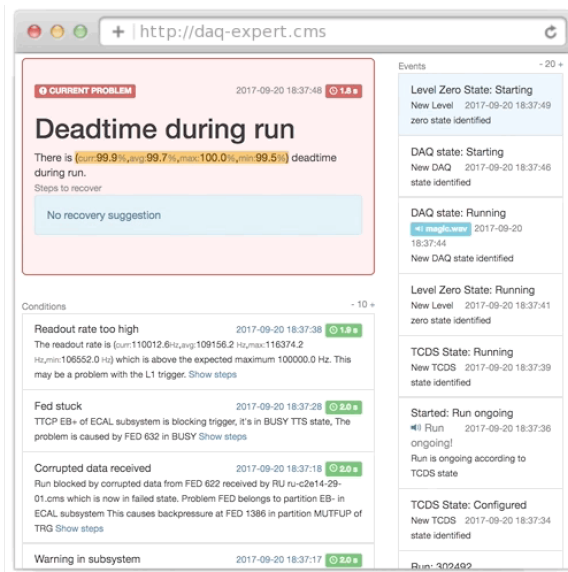 + http://daq-expert.cms
CURRENT PROBLEM 2017-09-20 18:37:48 1.8 s
Deadtime during run
There is (curr:99.9%,avg:99.7%,max:100.0%,min:99.5%) deadtime
during run.
Steps to recover
No recovery suggestion
Conditions - 10 +
Readout rate too high 2017-09-20 18:37:38 1.9 s
The readout rate is (curr:110012.6Hz,avg:109156.2 Hz,max:116374.2
Hz,min:106552.0 Hz) which is above the expected maximum 100000.0 Hz. This
may be a problem with the L1 trigger. Show steps
Fed stuck 2017-09-20 18:37:28 2.0 s
TTCP EB+ of ECAL subsystem is blocking trigger, it's in BUSY TTS state, The
problem is caused by FED 632 in BUSY Show steps
Corrupted data received 2017-09-20 18:37:18 2.0 s
Run blocked by corrupted data from FED 622 received by RU ru-c2e14-29-
01.cms which is now in failed state. Problem FED belongs to partition EB- in
ECAL subsystem This causes backpressure at FED 1386 in partition MUTFUP of
TRG Show steps
Warning in subsystem 2017-09-20 18:37:17 2.0 s
Events - 20 +
Level Zero State: Starting
New Level 2017-09-20 18:37:49
zero state identified
DAQ state: Starting
New DAQ 2017-09-20 18:37:46
state identified
DAQ state: Running
magic.wav 2017-09-20
18:37:44
New DAQ state identified
Level Zero State: Running
New Level 2017-09-20 18:37:41
zero state identified
TCDS State: Running
New TCDS 2017-09-20 18:37:39
state identified
Started: Run ongoing
Run 2017-09-20 18:37:36
ongoing!
Run is ongoing according to
TCDS state
TCDS State: Configured
New TCDS 2017-09-20 18:37:34
state identified
Run: 302492